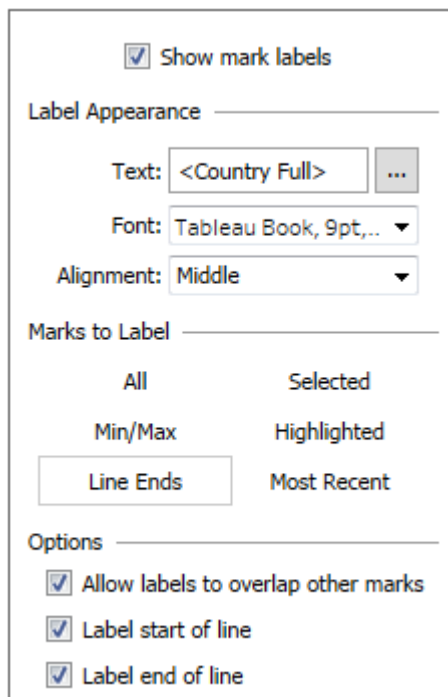 Show mark labels
Label Appearance
Text: <Country Full> ...
Font: Tableau Book, 9pt,..
Alignment: Middle
Marks to Label
All Selected
Min/Max Highlighted
Line Ends Most Recent
Options
Allow labels to overlap other marks
Label start of line
Label end of line